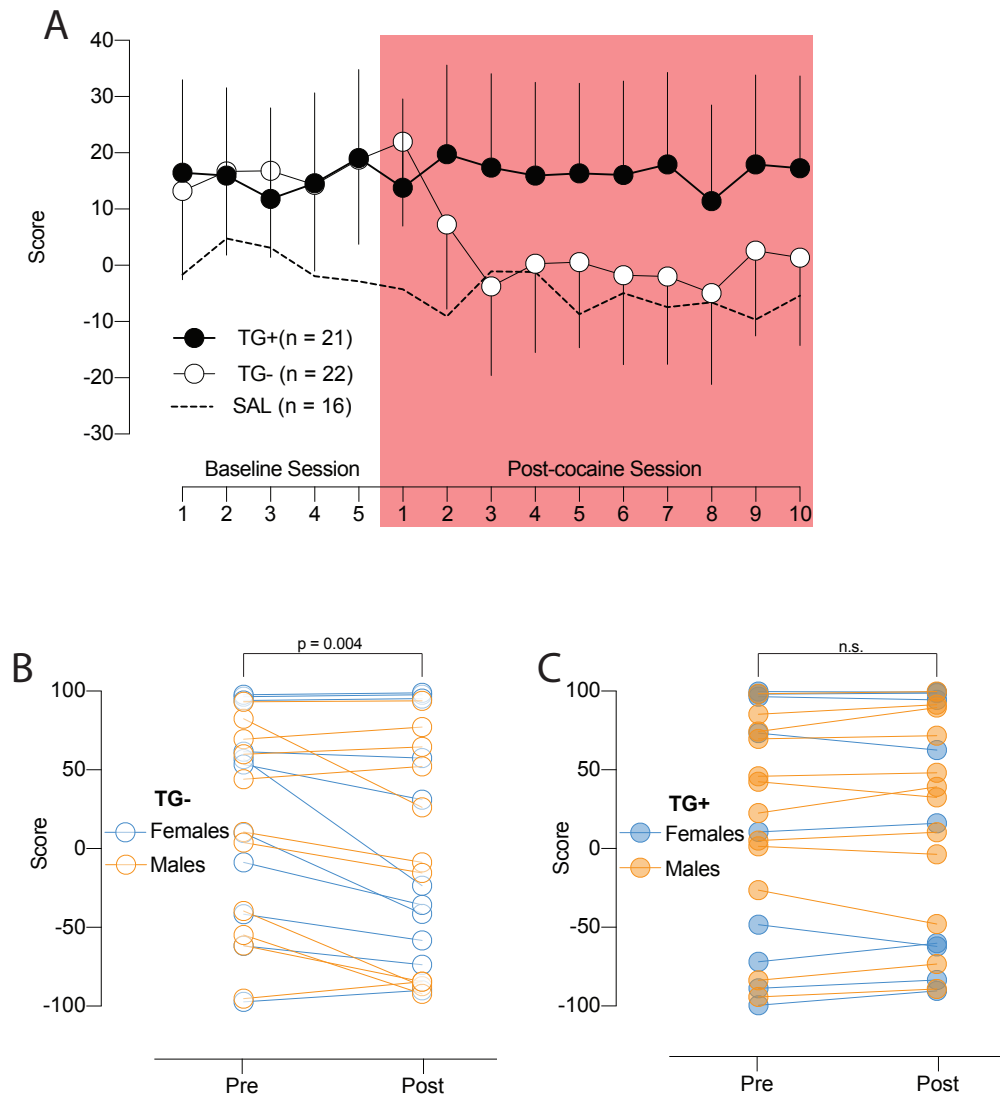 A
40
30
20
10
0
-10
-20
-30
Score
TG+(n = 21)
TG- (n = 22)
SAL (n = 16)
Baseline Session Post-cocaine Session
1 2 3 4 5 1 2 3 4 5 6 7 8 9 10
B
p = 0.004
100
50
0
-50
-100
Score
TG-
Females
Males
Pre Post
C
n.s.
100
50
0
-50
-100
Score
TG+
Females
Males
Pre Post